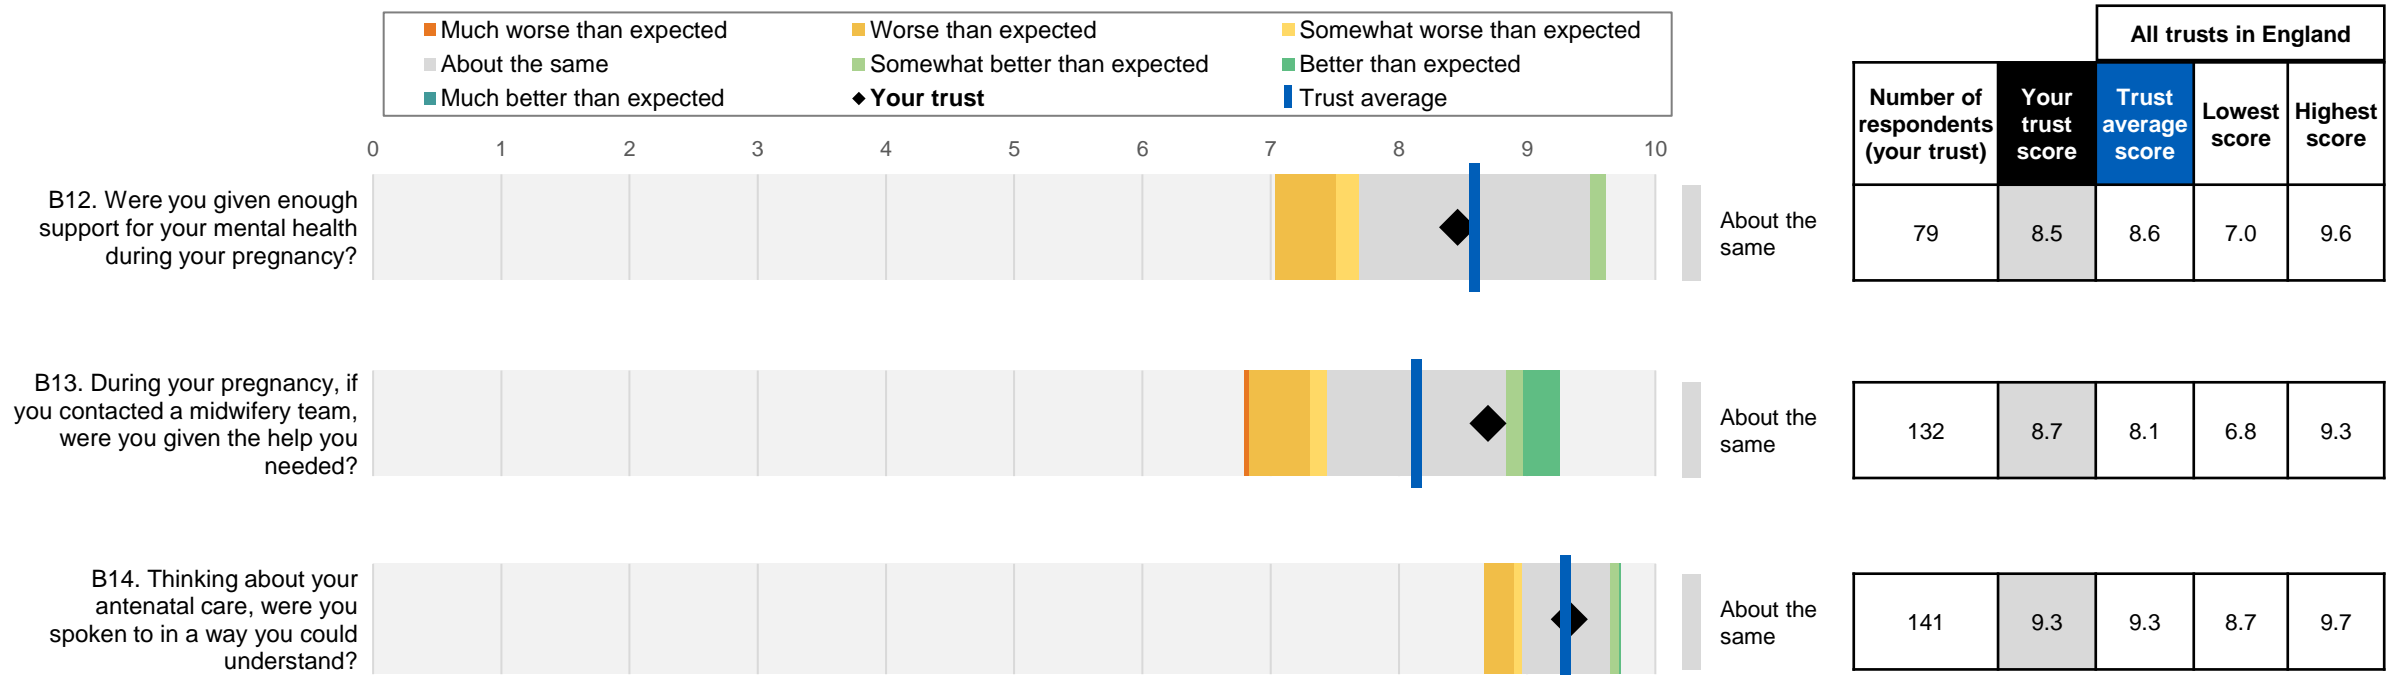 Much worse than expected
Worse than expected
Somewhat worse than expected
About the same
Somewhat better than expected
Better than expected
Much better than expected
Your trust
Trust average
All trusts in England
Number of
respondents
(your trust)
Your
trust
score
Trust
average
score
Lowest
score
Highest
score
0 1 2 3 4 5 6 7 8 9 10
B12. Were you given enough
support for your mental health
during your pregnancy?
About the
same
79 8.5 8.6 7.0 9.6
B13. During your pregnancy, if
you contacted a midwifery team,
were you given the help you
needed?
About the
same
132 8.7 8.1 6.8 9.3
B14. Thinking about your
antenatal care, were you
spoken to in a way you could
understand?
About the
same
141 9.3 9.3 8.7 9.7